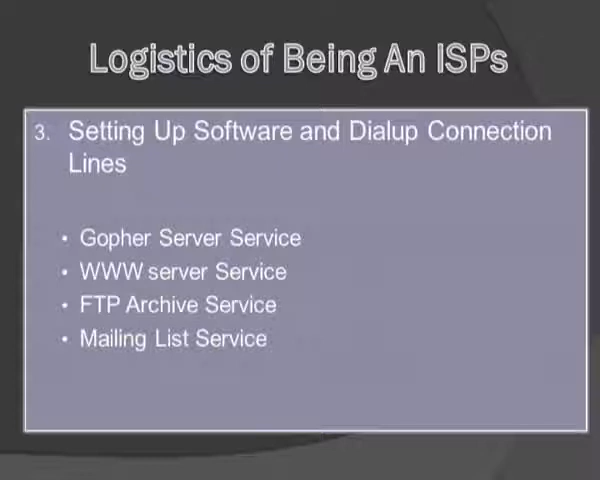 Logistics of Being An ISPs
3. Setting Up Software and Dialup Connection
Lines
• Gopher Server Service
• WWW server Service
• FTP Archive Service
• Mailing List Service